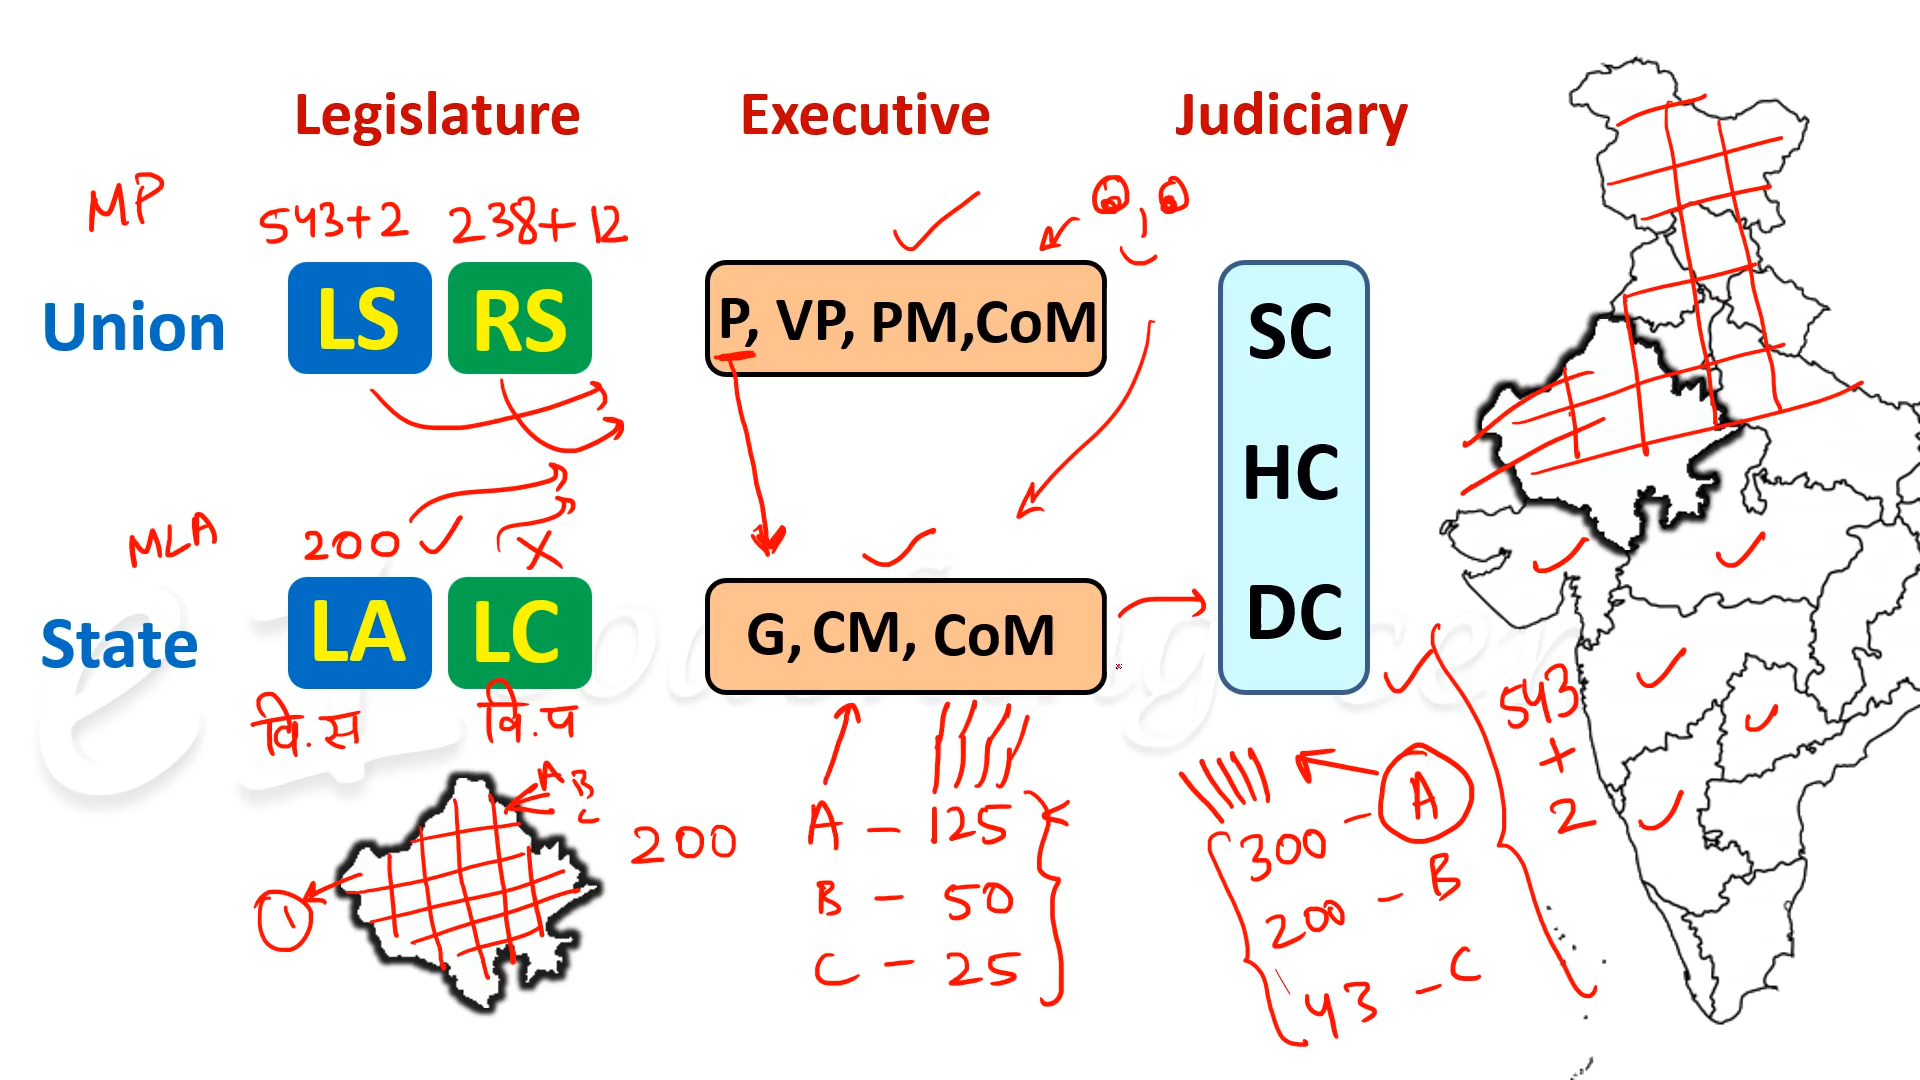 Legislature Executive Judiciary
MP
543+2 238+12
Union LS RS P, VP, PM,CoM SC
HC
MLA 200 X
State LA LC G, CM, CoM DC
वि.स वि.प
A B C
200
1
A - 125
B - 50
C - 25
300 - A
200 - B
43 - C
543
+
2